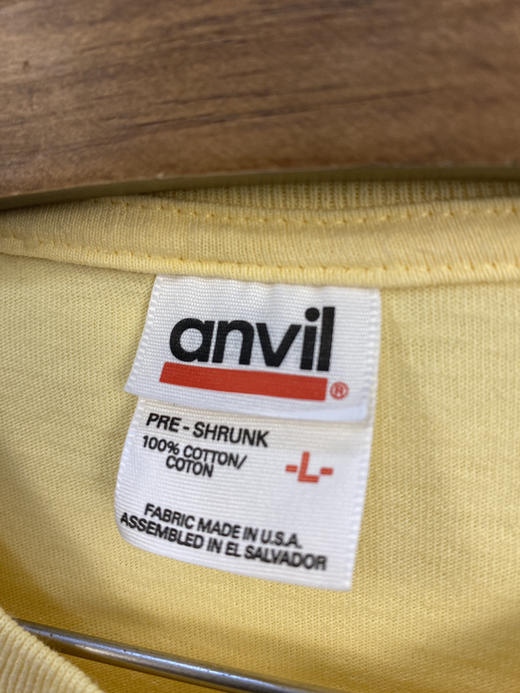 anvil®
PRE - SHRUNK
100% COTTON/
COTON
-L-
FABRIC MADE IN U.S.A.
ASSEMBLED IN EL SALVADOR